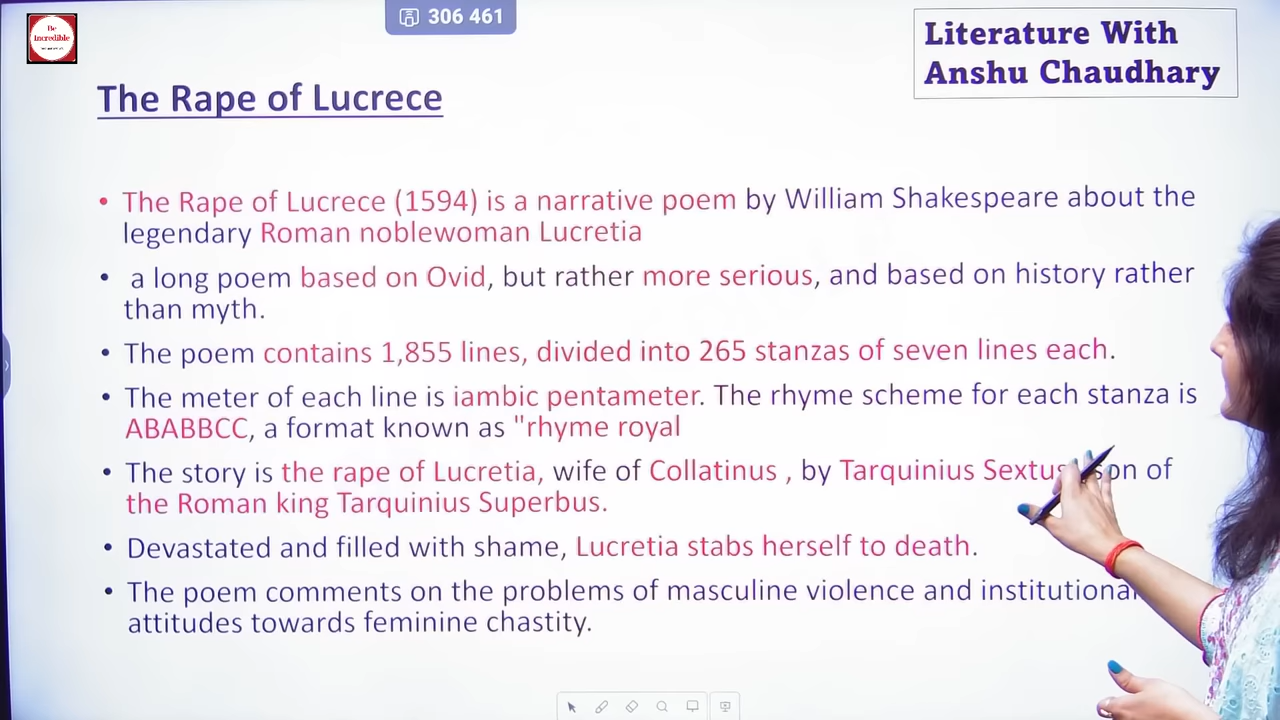 Be
Incredible
306 461
Literature With
Anshu Chaudhary
The Rape of Lucrece
• The Rape of Lucrece (1594) is a narrative poem by William Shakespeare about the
legendary Roman noblewoman Lucretia
• a long poem based on Ovid, but rather more serious, and based on history rather
than myth.
• The poem contains 1,855 lines, divided into 265 stanzas of seven lines each.
• The meter of each line is iambic pentameter. The rhyme scheme for each stanza is
ABABBCC, a format known as "rhyme royal
• The story is the rape of Lucretia, wife of Collatinus , by Tarquinius Sextus son of
the Roman king Tarquinius Superbus.
• Devastated and filled with shame, Lucretia stabs herself to death.
• The poem comments on the problems of masculine violence and institutional
attitudes towards feminine chastity.